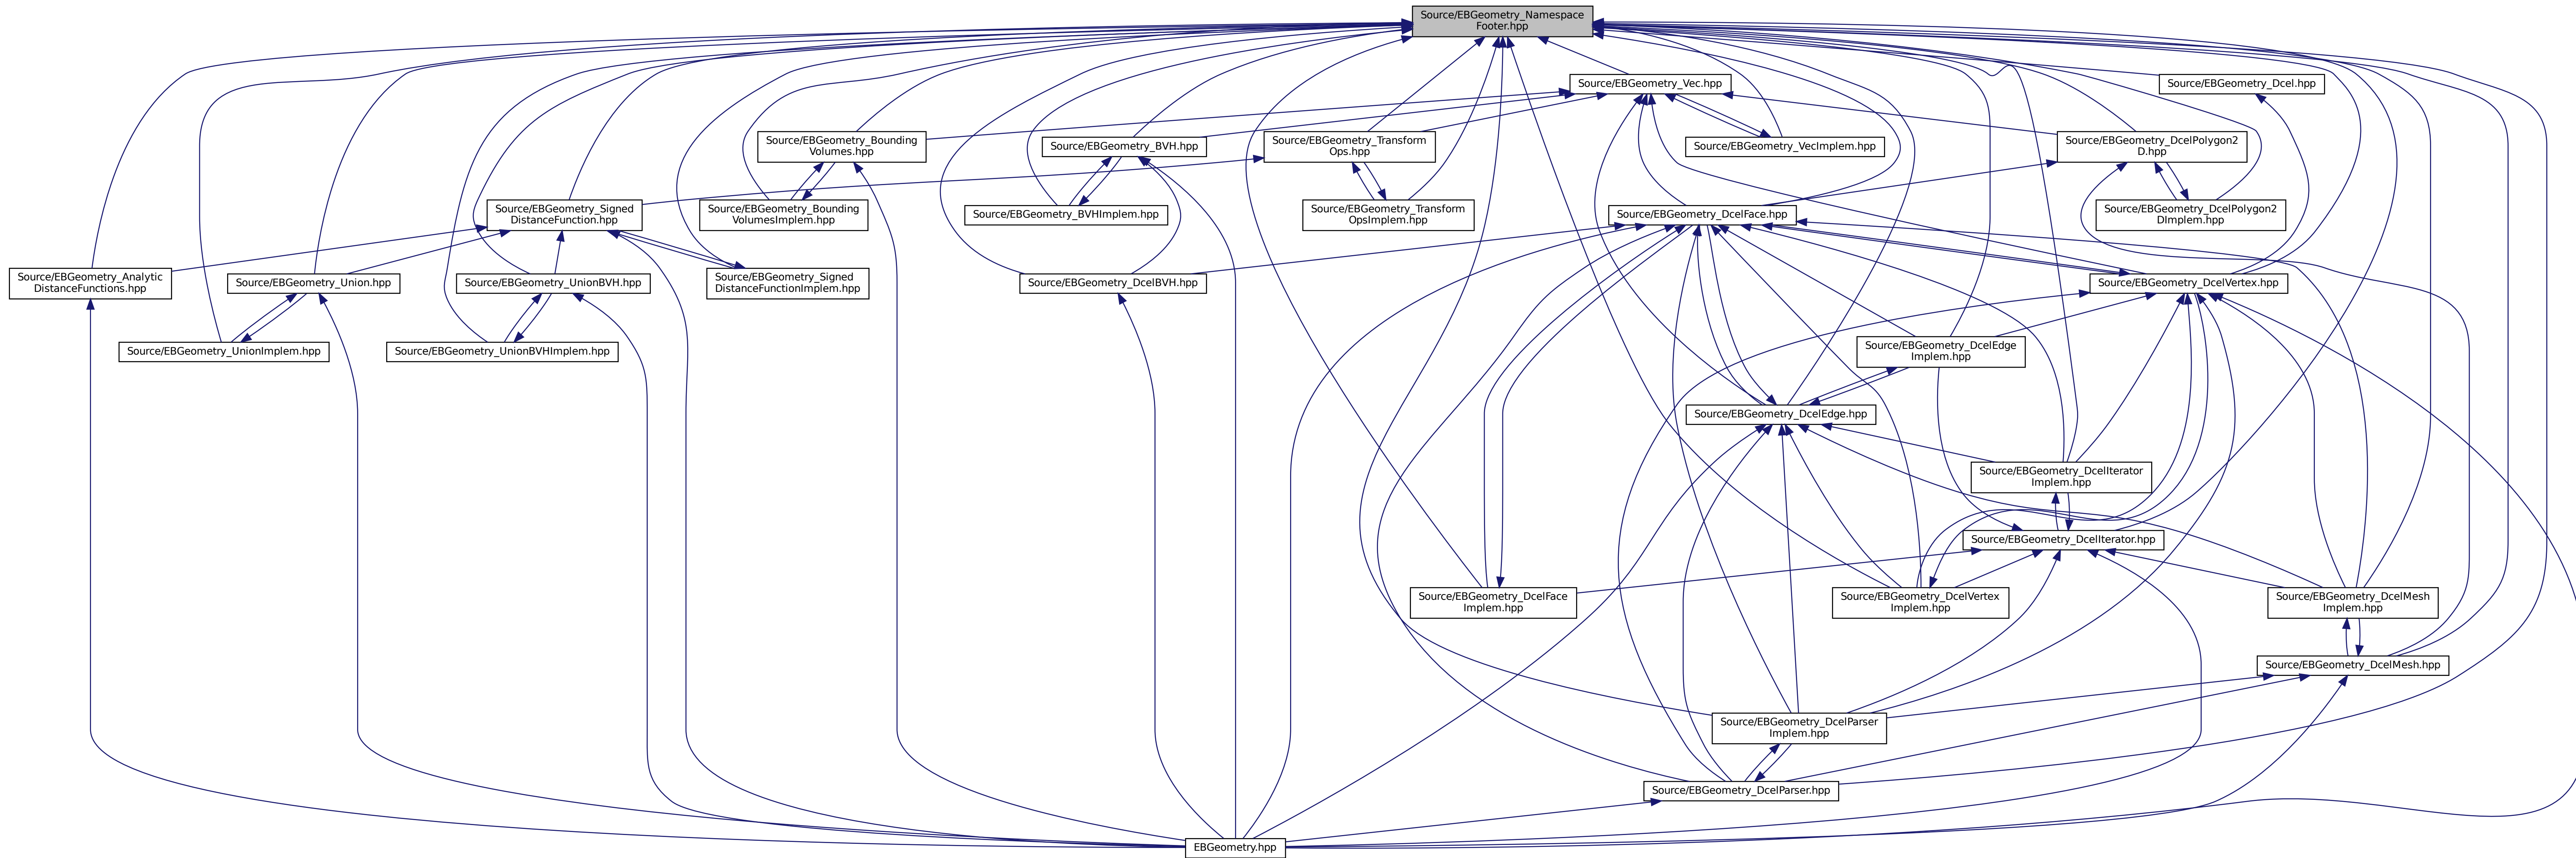 Source/EBGeometry_Namespace
Footer.hpp
Source/EBGeometry_Vec.hpp
Source/EBGeometry_Dcel.hpp
Source/EBGeometry_Bounding
Volumes.hpp
Source/EBGeometry_BVH.hpp
Source/EBGeometry_Transform
Ops.hpp
Source/EBGeometry_VecImplem.hpp
Source/EBGeometry_DcelPolygon2
D.hpp
Source/EBGeometry_Signed
DistanceFunction.hpp
Source/EBGeometry_Bounding
VolumesImplem.hpp
Source/EBGeometry_BVHImplem.hpp
Source/EBGeometry_Transform
OpsImplem.hpp
Source/EBGeometry_DcelFace.hpp
Source/EBGeometry_DcelPolygon2
DImplem.hpp
Source/EBGeometry_Analytic
DistanceFunctions.hpp
Source/EBGeometry_Union.hpp
Source/EBGeometry_UnionBVH.hpp
Source/EBGeometry_Signed
DistanceFunctionImplem.hpp
Source/EBGeometry_DcelBVH.hpp
Source/EBGeometry_DcelVertex.hpp
Source/EBGeometry_UnionImplem.hpp
Source/EBGeometry_UnionBVHImplem.hpp
Source/EBGeometry_DcelEdge
Implem.hpp
Source/EBGeometry_DcelEdge.hpp
Source/EBGeometry_DcelIterator
Implem.hpp
Source/EBGeometry_DcelIterator.hpp
Source/EBGeometry_DcelFace
Implem.hpp
Source/EBGeometry_DcelVertex
Implem.hpp
Source/EBGeometry_DcelMesh
Implem.hpp
Source/EBGeometry_DcelMesh.hpp
Source/EBGeometry_DcelParser
Implem.hpp
Source/EBGeometry_DcelParser.hpp
EBGeometry.hpp